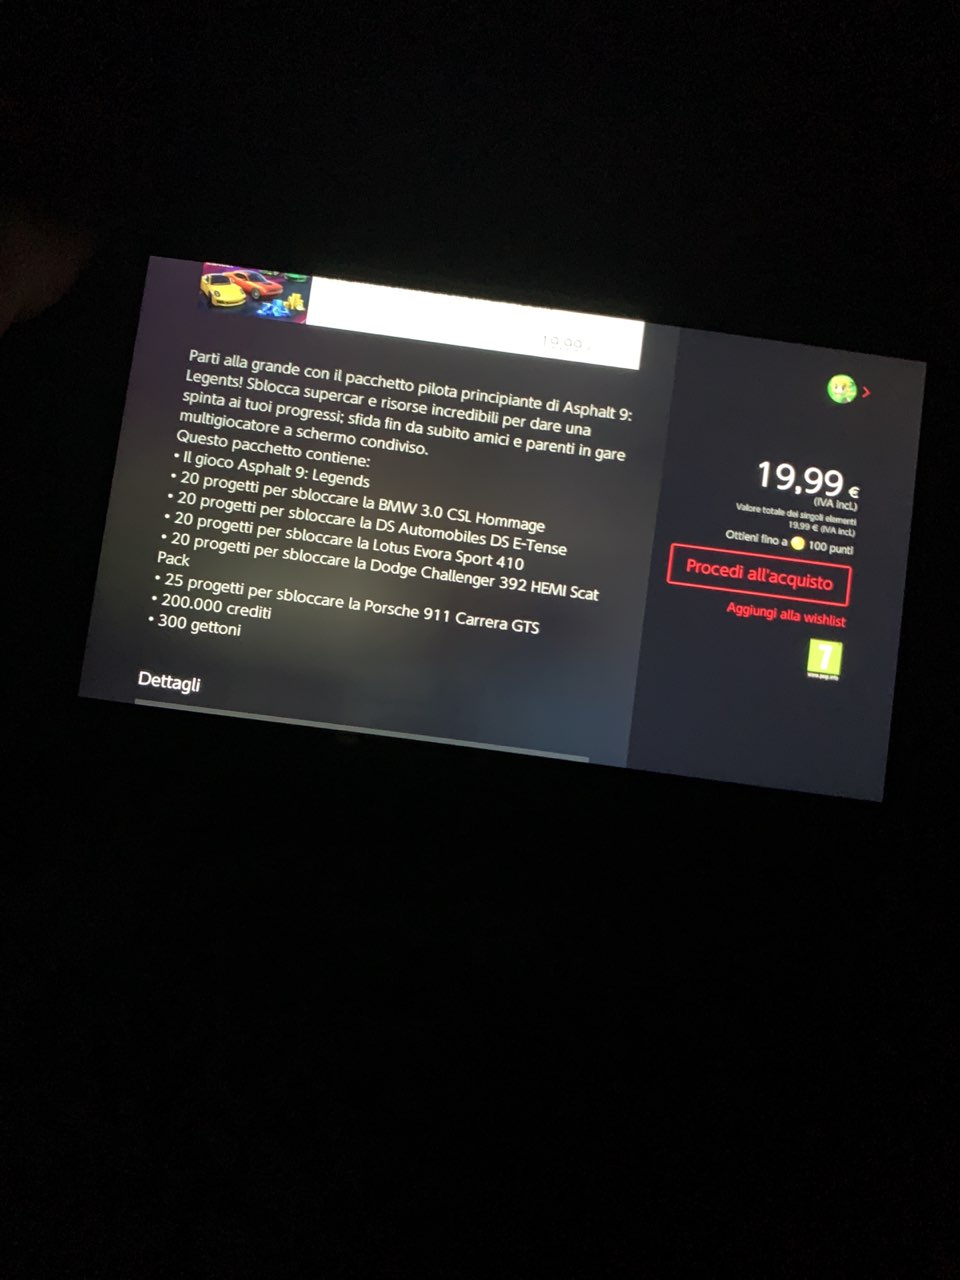 19,99
Parti alla grande con il pacchetto pilota principiante di Asphalt 9:
Legents! Sblocca supercar e risorse incredibili per dare una
spinta ai tuoi progressi; sfida fin da subito amici e parenti in gare
multigiocatore a schermo condiviso.
Questo pacchetto contiene:
• Il gioco Asphalt 9: Legends
• 20 progetti per sbloccare la BMW 3.0 CSL Hommage
• 20 progetti per sbloccare la DS Automobiles DS E-Tense
• 20 progetti per sbloccare la Lotus Evora Sport 410
• 20 progetti per sbloccare la Dodge Challenger 392 HEMI Scat
Pack
• 25 progetti per sbloccare la Porsche 911 Carrera GTS
• 200.000 crediti
• 300 gettoni
Dettagli
19,99 €
(IVA incl.)
Valore totale dei singoli elementi
19,99 € (IVA incl.)
Ottieni fino a 100 punti
Procedi all'acquisto
Aggiungi alla wishlist
7
www.pegi.info